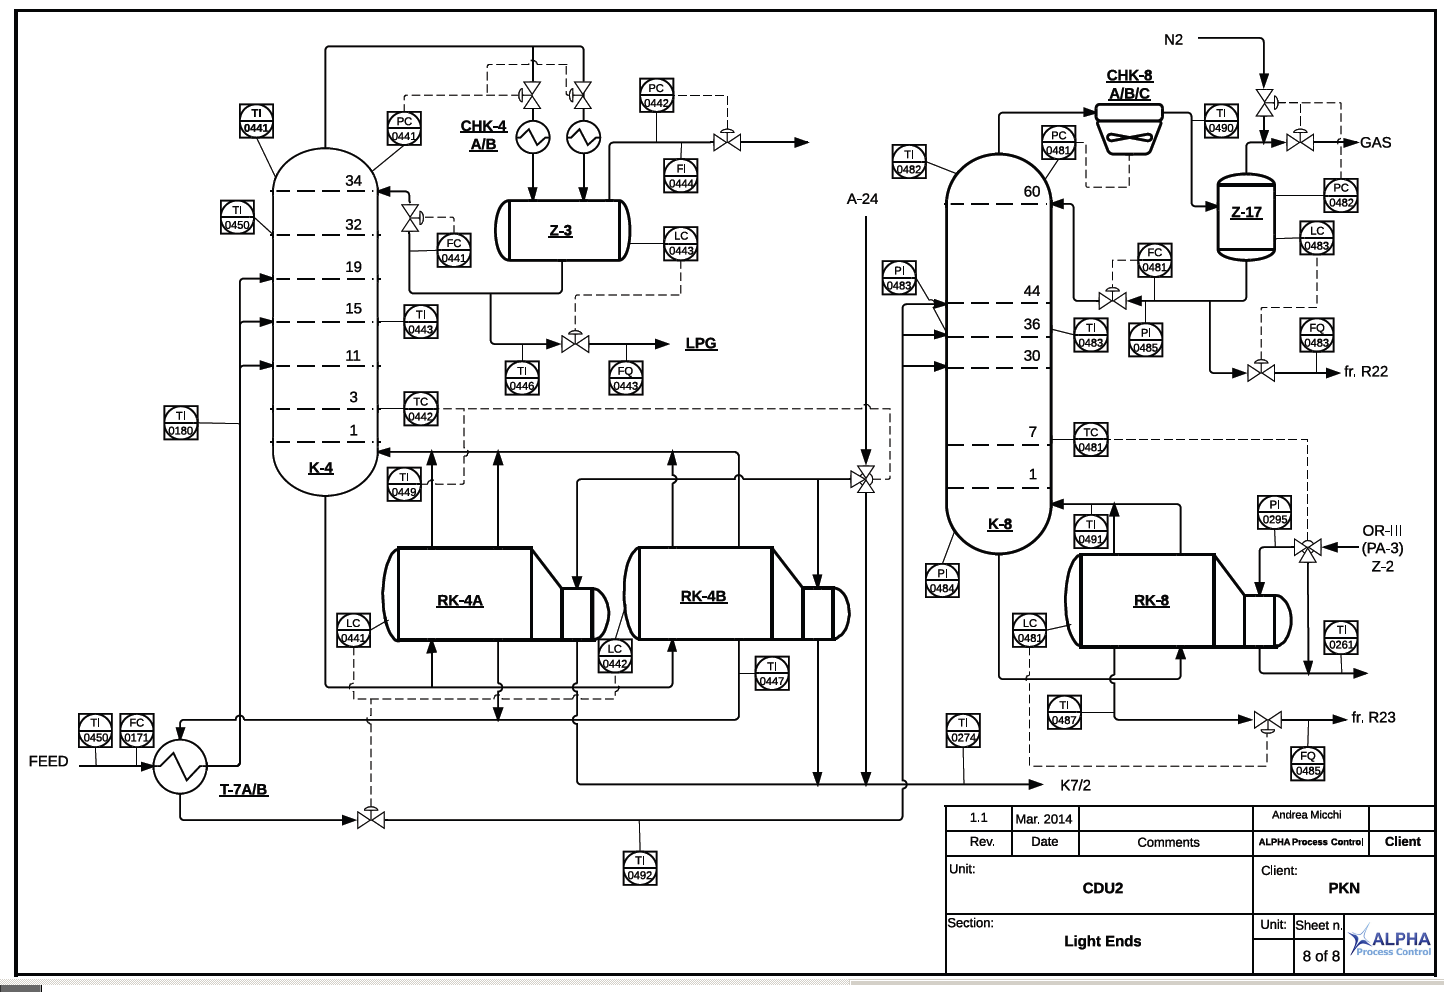 N2
CHK-8
A/B/C
PC
0442
TI
0441
PC
0441
CHK-4
A/B
TI
0490
PC
0481
GAS
TI
0482
FI
0444
34
60
PC
0482
A-24
TI
0450
32
Z-3
Z-17
FC
0441
LC
0443
LC
0483
19
PI
0483
FC
0481
44
15
TI
0443
36
TI
0483
PI
0485
FQ
0483
LPG
11
30
TI
0446
FQ
0443
fr. R22
3
TC
0442
TI
0180
1
7
TC
0481
K-4
TI
0449
1
K-8
TI
0491
PI
0295
OR-III
(PA-3)
Z-2
PI
0484
RK-4A
RK-4B
RK-8
LC
0441
LC
0442
LC
0481
TI
0261
TI
0447
TI
0450
FC
0171
TI
0487
fr. R23
TI
0274
FEED
FQ
0485
T-7A/B
K7/2
TI
0492
1.1
Mar. 2014
Andrea Micchi
Rev.
Date
Comments
ALPHA Process Control
Client
Unit:
CDU2
Client:
PKN
Section:
Light Ends
Unit:
Sheet n.
8 of 8
ALPHA
Process Control